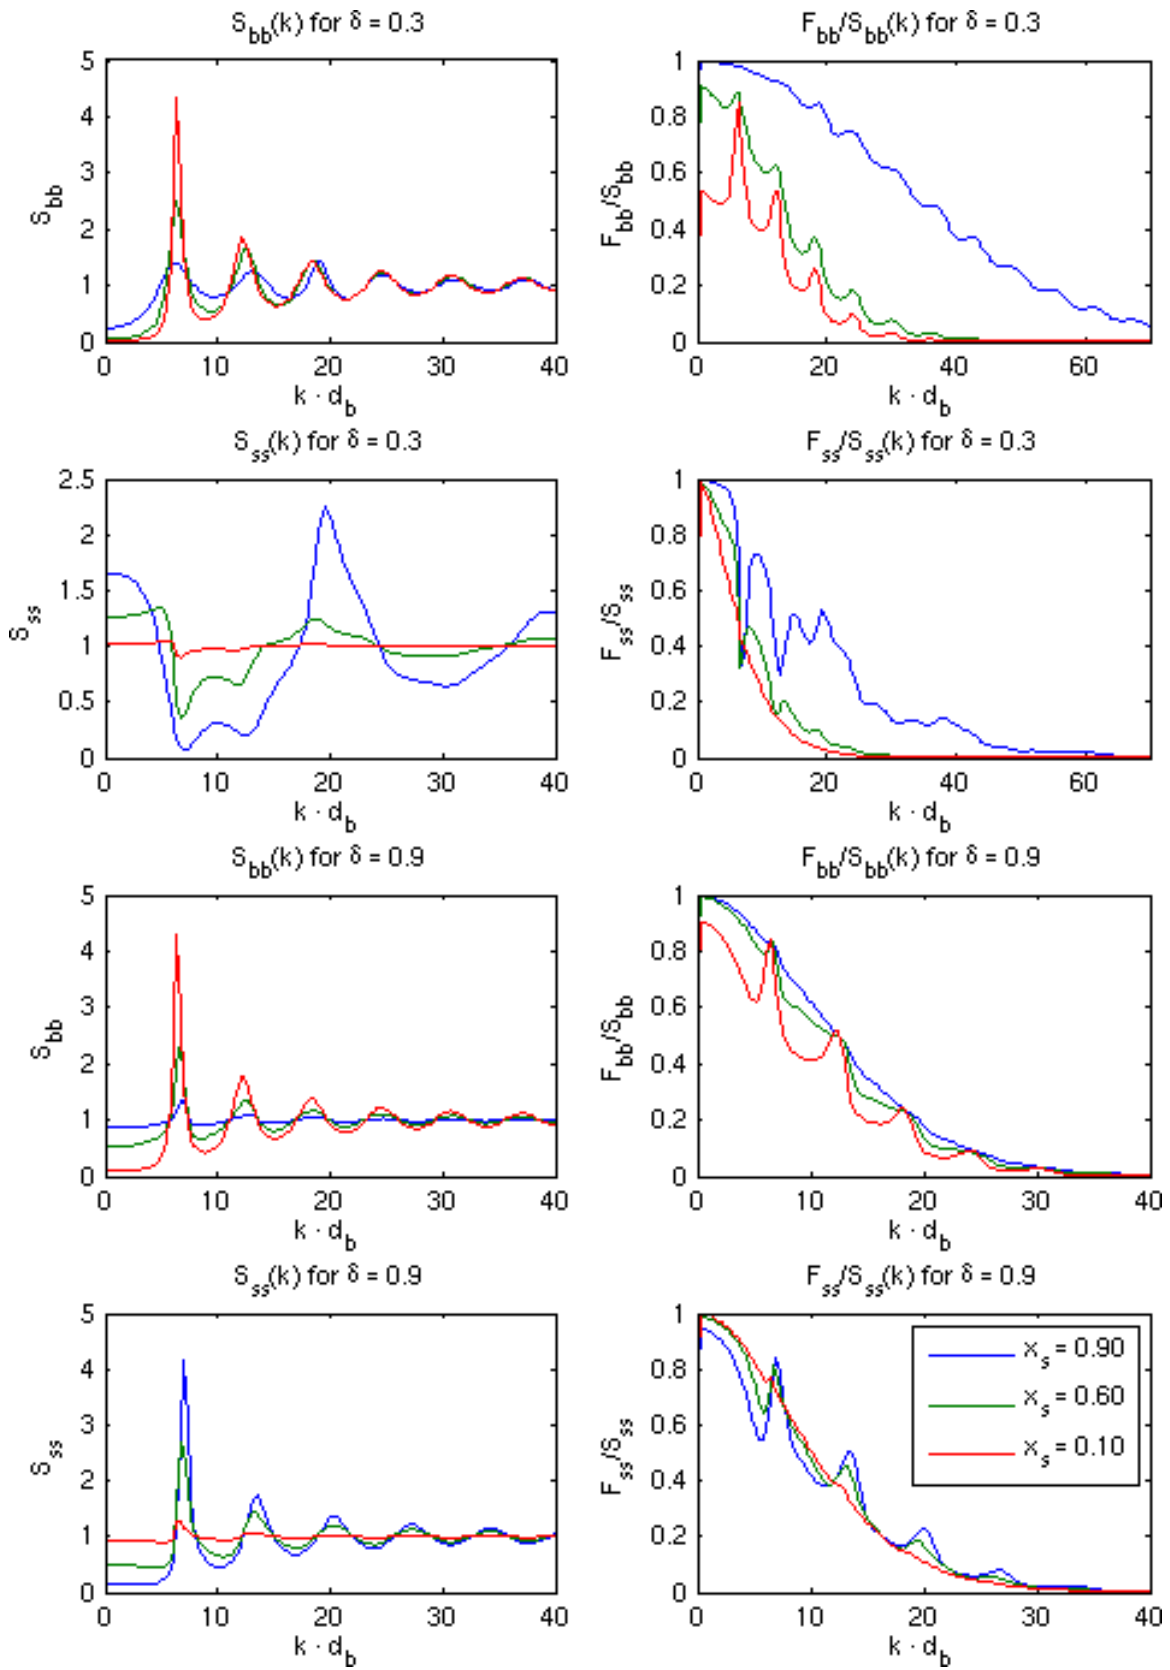 S_bb(k) for δ = 0.3
5
4
3
2
1
0
S_bb
0 10 20 30 40
k · d_b
F_bb/S_bb(k) for δ = 0.3
1
0.8
0.6
0.4
0.2
0
F_bb/S_bb
0 20 40 60
k · d_b
S_ss(k) for δ = 0.3
2.5
2
1.5
1
0.5
0
S_ss
0 10 20 30 40
k · d_b
F_ss/S_ss(k) for δ = 0.3
1
0.8
0.6
0.4
0.2
0
F_ss/S_ss
0 20 40 60
k · d_b
S_bb(k) for δ = 0.9
5
4
3
2
1
0
S_bb
0 10 20 30 40
k · d_b
F_bb/S_bb(k) for δ = 0.9
1
0.8
0.6
0.4
0.2
0
F_bb/S_bb
0 10 20 30 40
k · d_b
S_ss(k) for δ = 0.9
5
4
3
2
1
0
S_ss
0 10 20 30 40
k · d_b
F_ss/S_ss(k) for δ = 0.9
1
0.8
0.6
0.4
0.2
0
F_ss/S_ss
x_s = 0.90
x_s = 0.60
x_s = 0.10
0 10 20 30 40
k · d_b